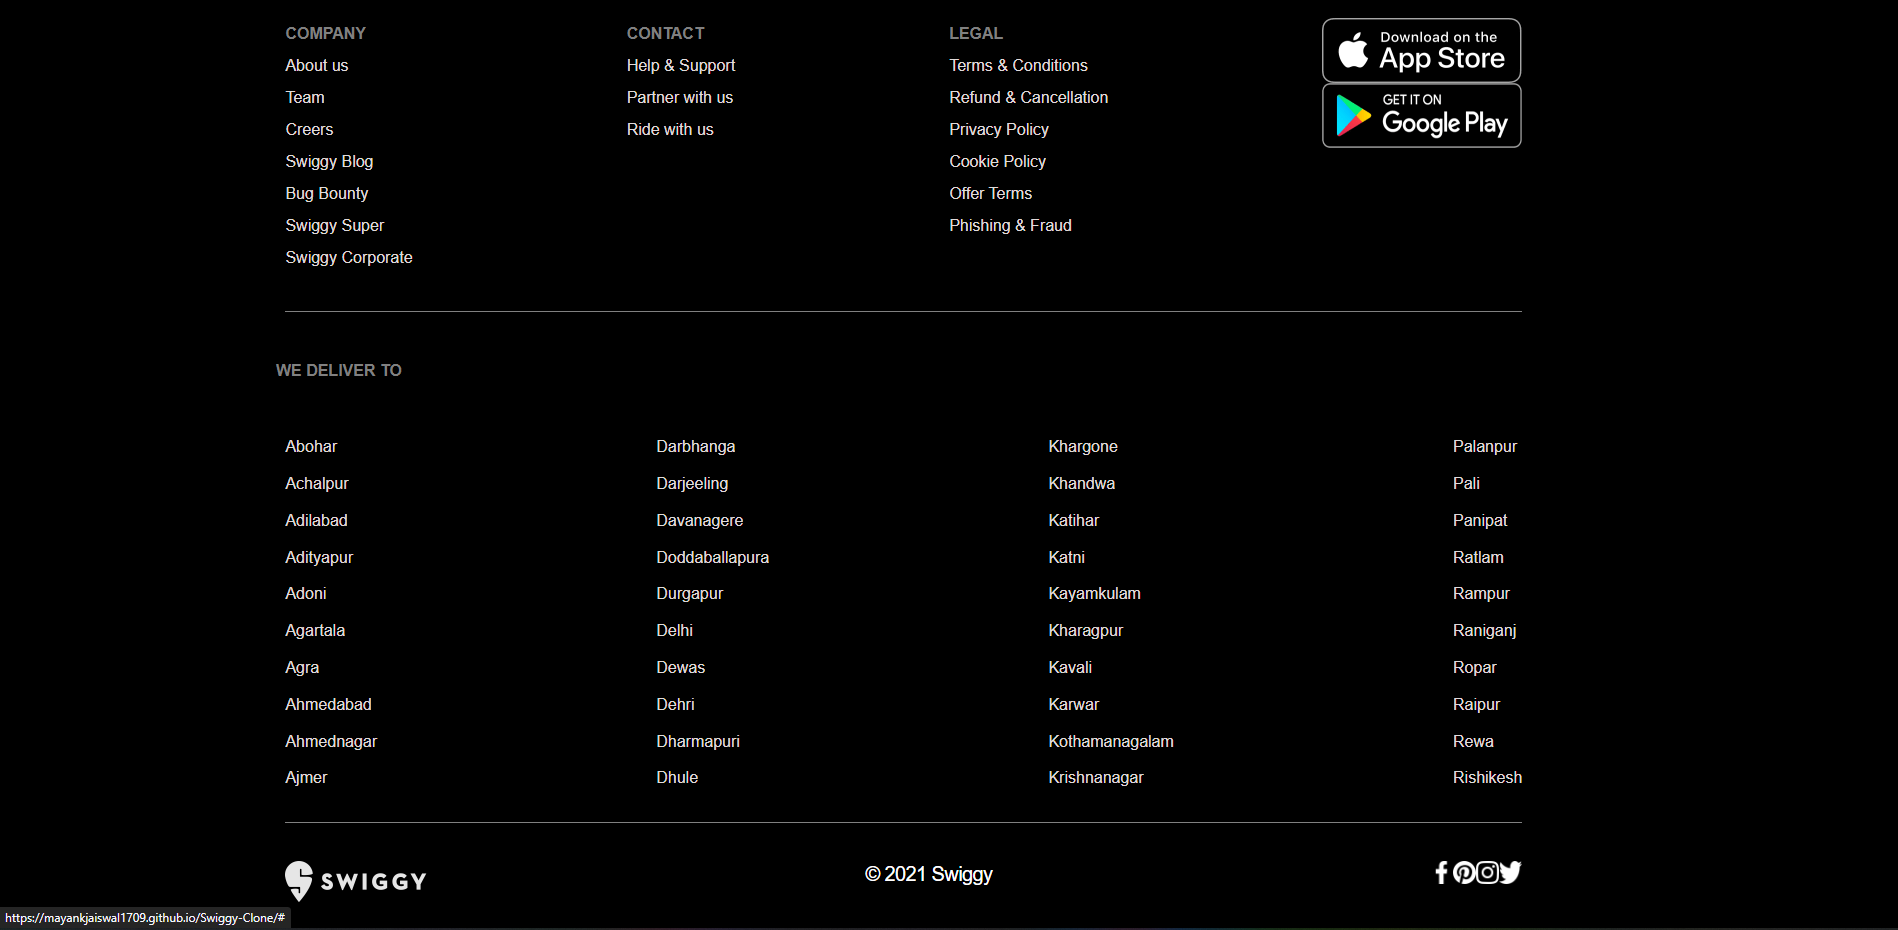 COMPANY
About us
Team
Creers
Swiggy Blog
Bug Bounty
Swiggy Super
Swiggy Corporate
CONTACT
Help & Support
Partner with us
Ride with us
LEGAL
Terms & Conditions
Refund & Cancellation
Privacy Policy
Cookie Policy
Offer Terms
Phishing & Fraud
Download on the
App Store
GET IT ON
Google Play
WE DELIVER TO
Abohar
Achalpur
Adilabad
Adityapur
Adoni
Agartala
Agra
Ahmedabad
Ahmednagar
Ajmer
Darbhanga
Darjeeling
Davanagere
Doddaballapura
Durgapur
Delhi
Dewas
Dehri
Dharmapuri
Dhule
Khargone
Khandwa
Katihar
Katni
Kayamkulam
Kharagpur
Kavali
Karwar
Kothamanagalam
Krishnanagar
Palanpur
Pali
Panipat
Ratlam
Rampur
Raniganj
Ropar
Raipur
Rewa
Rishikesh
SWIGGY
© 2021 Swiggy
https://mayankjaiswal1709.github.io/Swiggy-Clone/#